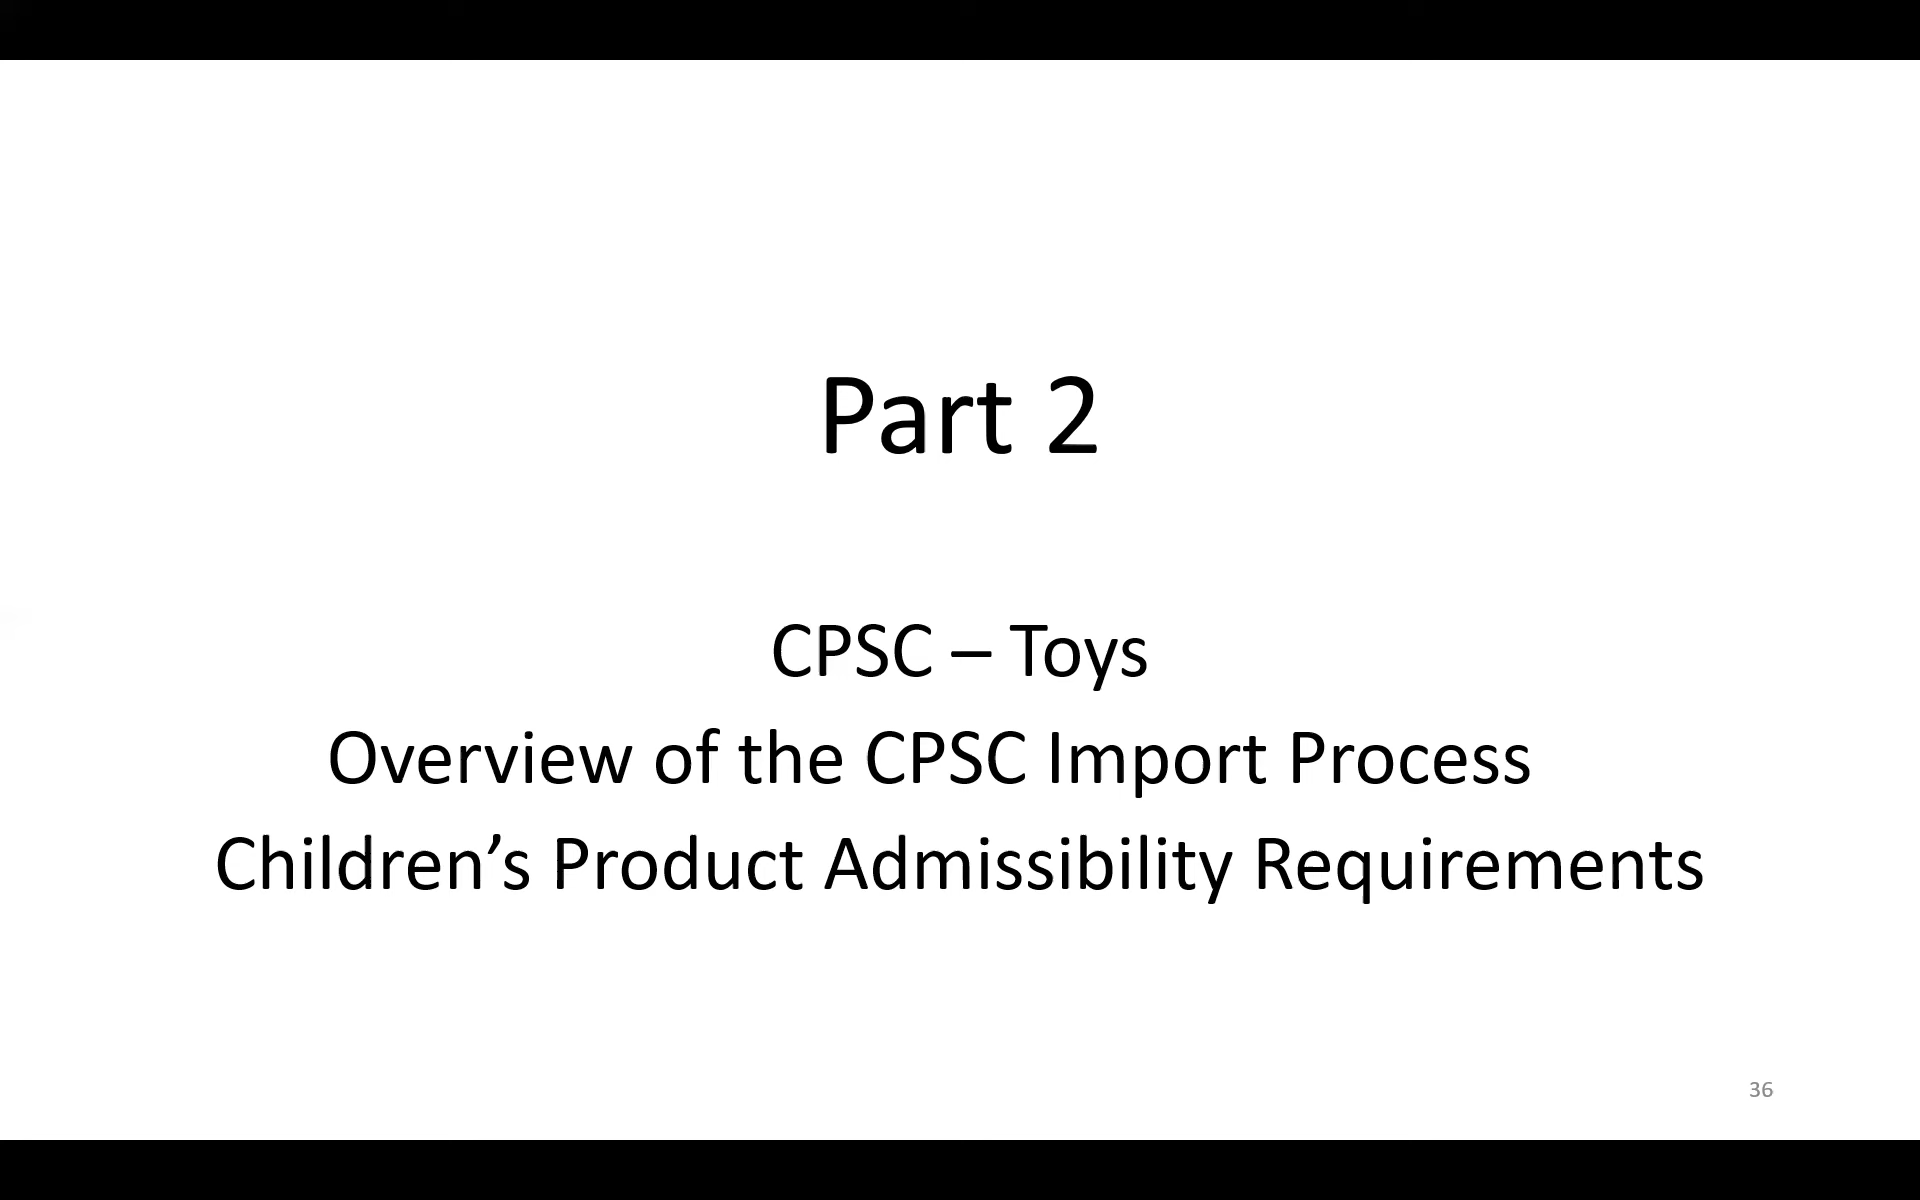 Part 2
CPSC – Toys
Overview of the CPSC Import Process
Children’s Product Admissibility Requirements
36